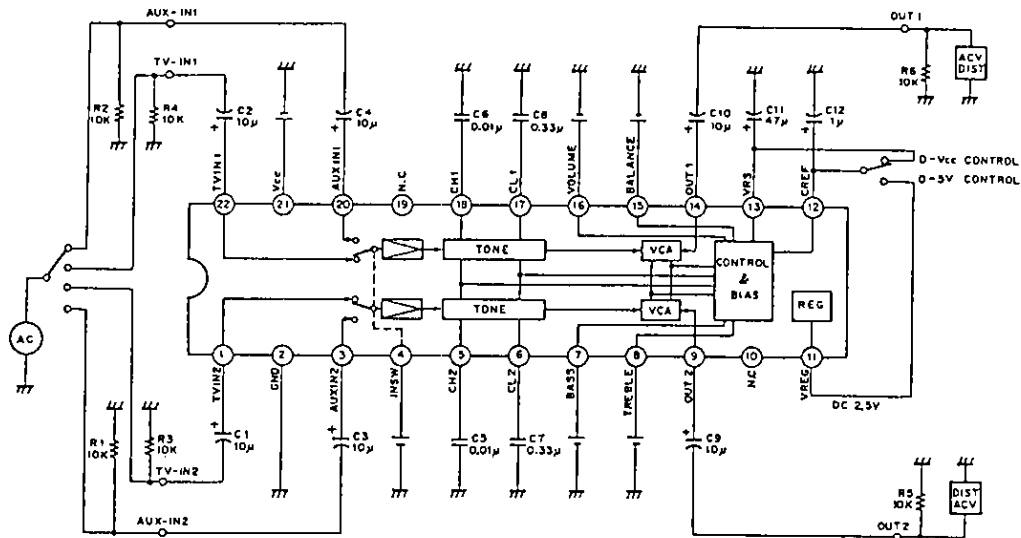 AUX-IN1
OUT 1
TV-IN1
R2
10K
R4
10K
C2
10μ
C4
10μ
C6
0.01μ
C8
0.33μ
C10
10μ
C11
47μ
C12
1μ
R6
10K
ACV
DIST
TVIN1
Vcc
AUXIN1
N.C
CH1
CL1
VOLUME
BALANCE
OUT 1
VRS
CREF
0-Vcc CONTROL
0-5V CONTROL
22
21
20
19
18
17
16
15
14
13
12
TONE
VCA
CONTROL
&
BIAS
TONE
VCA
REG
AC
1
2
3
4
5
6
7
8
9
10
11
TVIN2
GND
AUXIN2
INSW
CH2
CL2
BASS
TREBLE
OUT 2
N.C
VREG
DC 2.5V
R1
10K
R3
10K
C1
10μ
C3
10μ
C5
0.01μ
C7
0.33μ
C9
10μ
R5
10K
DIST
ACV
TV-IN2
AUX-IN2
OUT 2